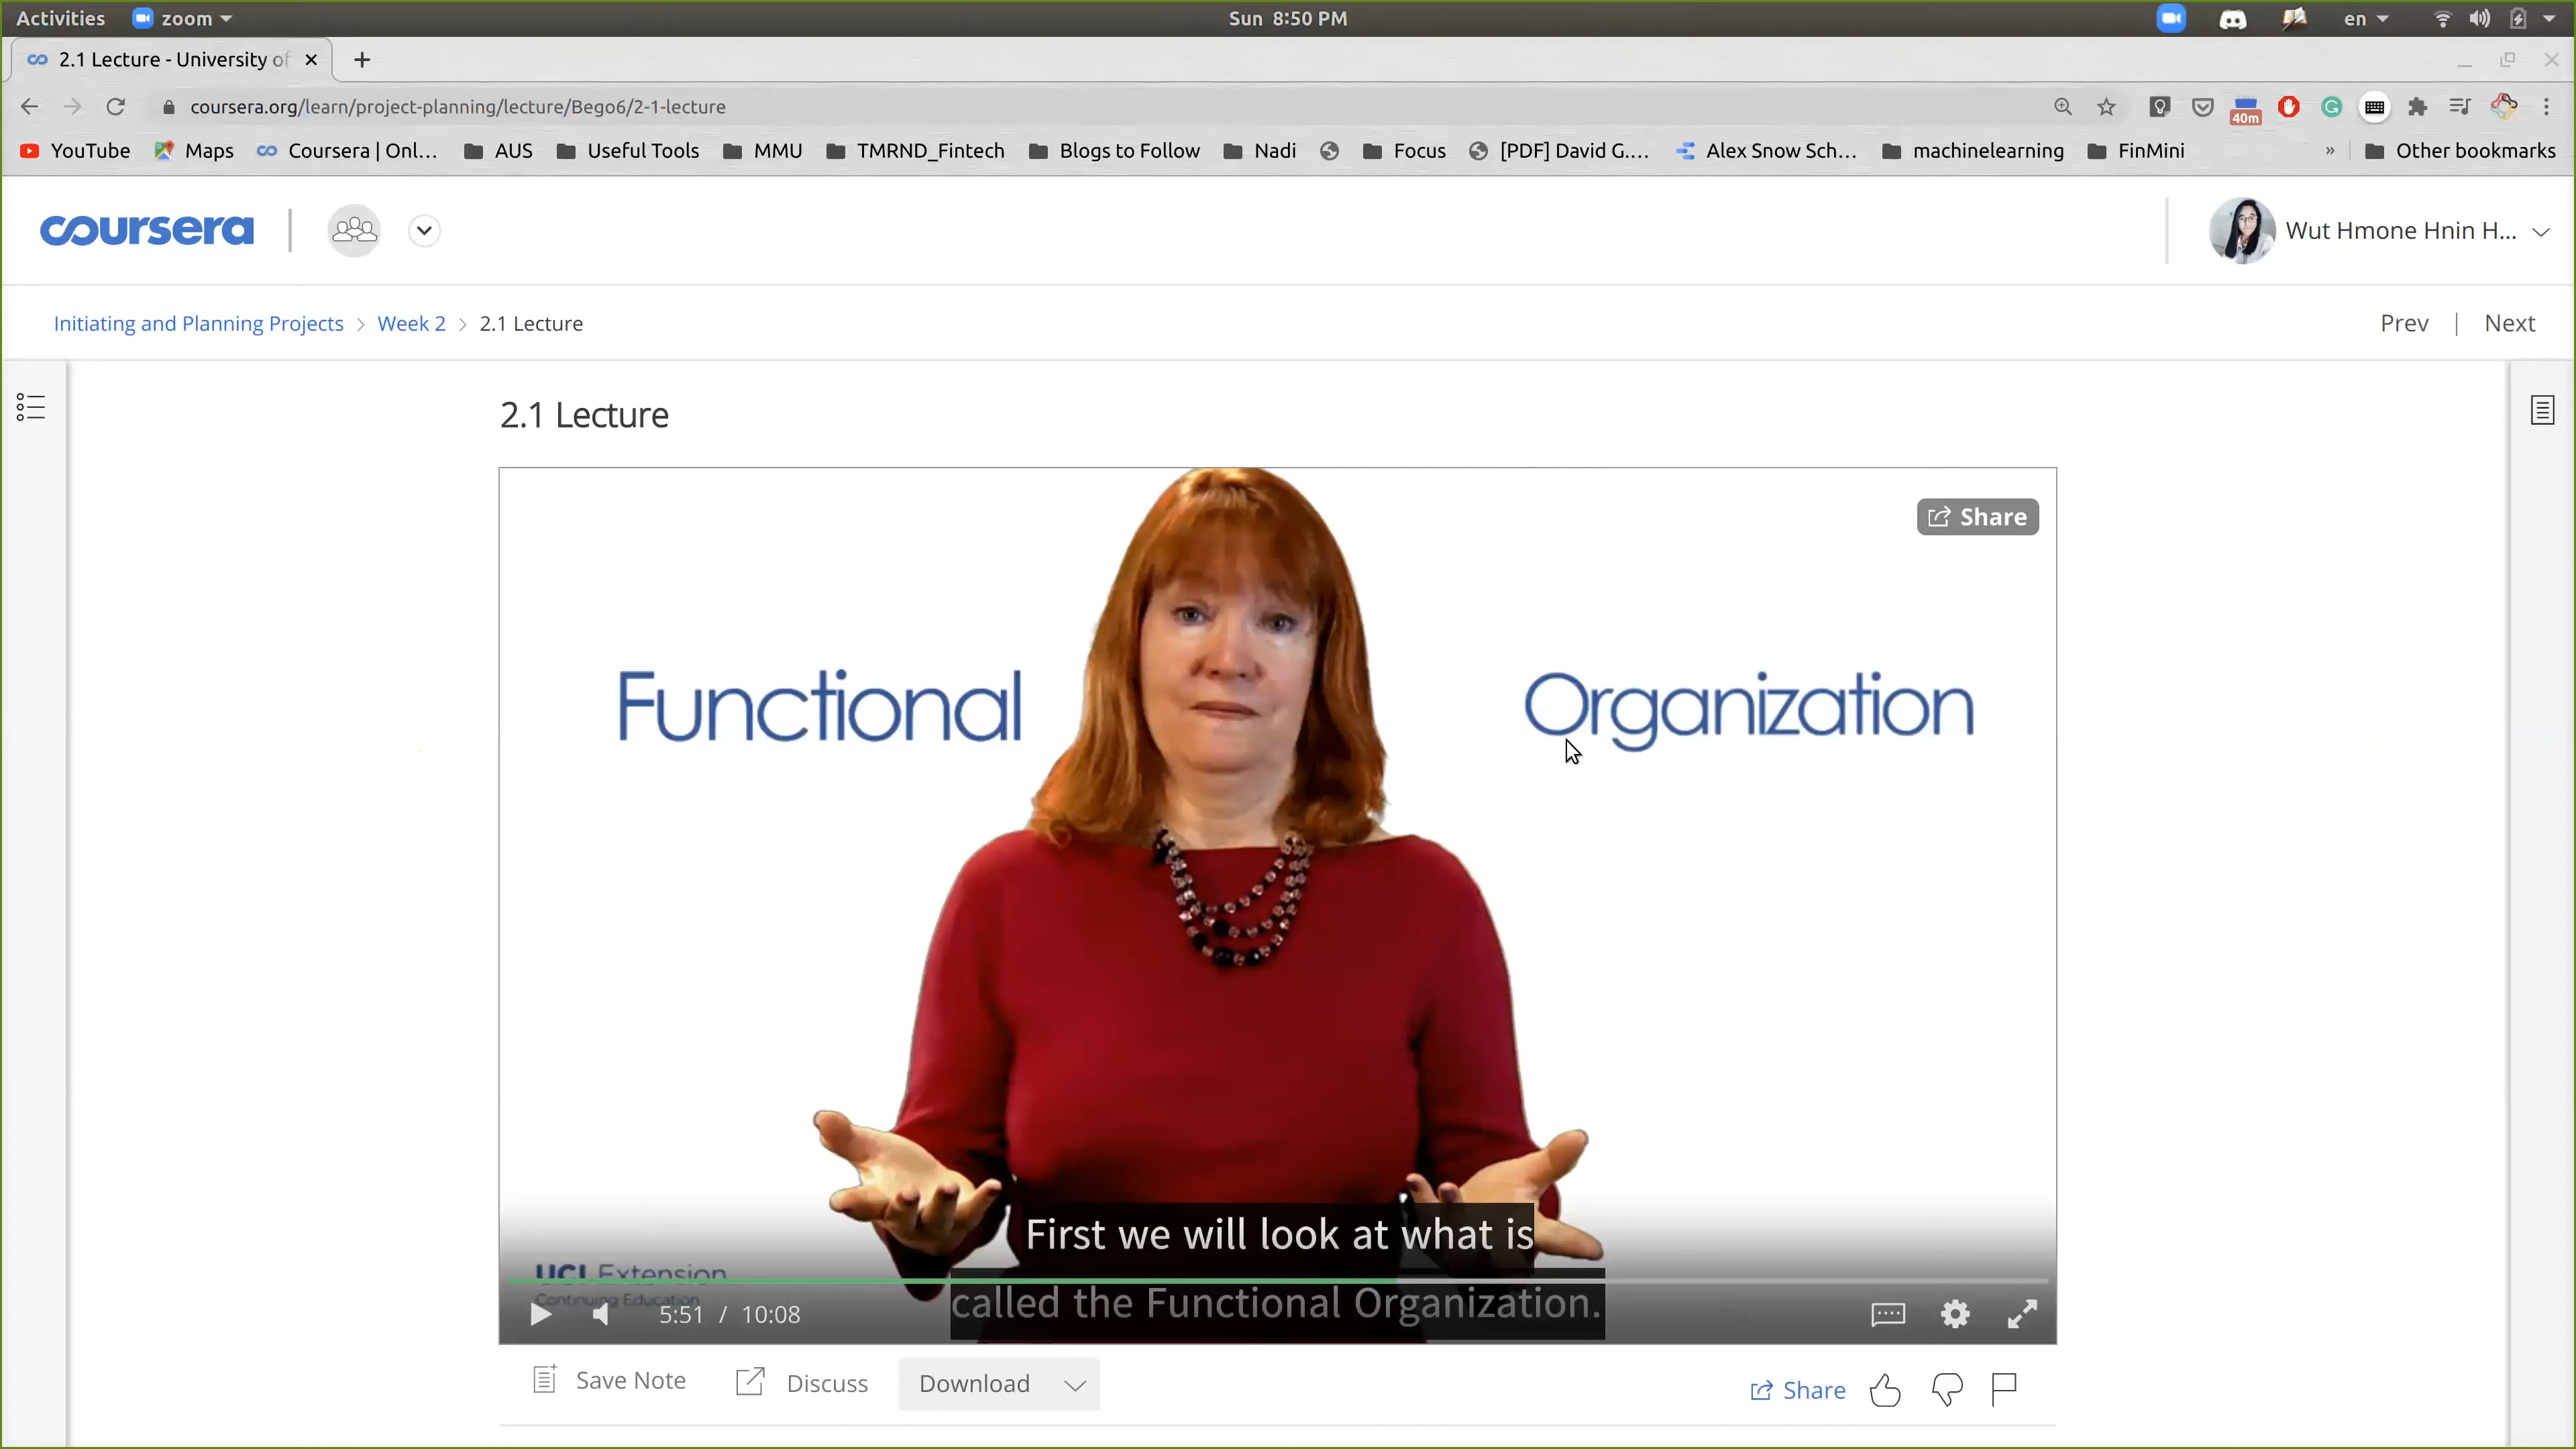 Activities zoom Sun 8:50 PM en
2.1 Lecture - University of
coursera.org/learn/project-planning/lecture/Bego6/2-1-lecture 40m
YouTube Maps Coursera | Onl... AUS Useful Tools MMU TMRND_Fintech Blogs to Follow Nadi Focus [PDF] David G.... Alex Snow Sch... machinelearning FinMini » Other bookmarks
coursera Wut Hmone Hnin H...
Initiating and Planning Projects > Week 2 > 2.1 Lecture Prev | Next
2.1 Lecture
Share
Functional Organization
First we will look at what is
UCI Extension
Continuing Education
called the Functional Organization.
5:51 / 10:08
Save Note Discuss Download Share